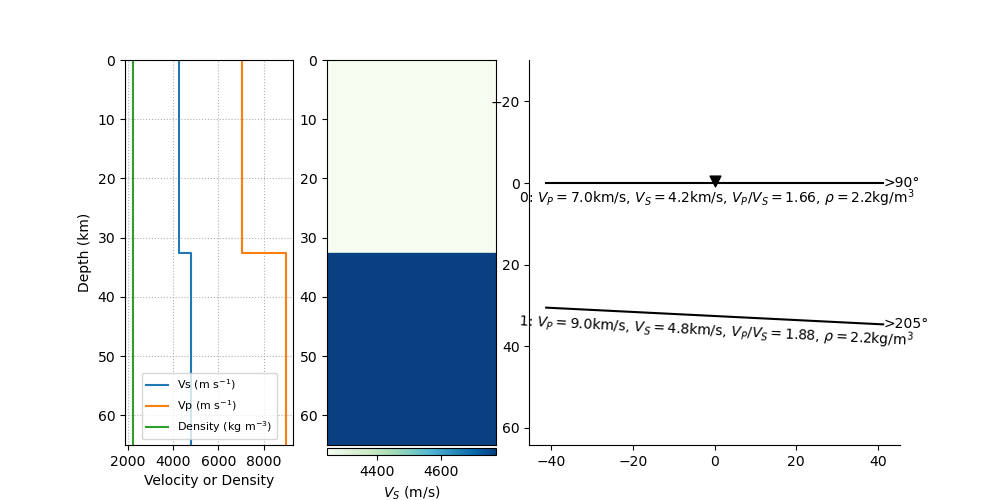 0
10
20
30
40
50
60
Depth (km)
2000 4000 6000 8000
Velocity or Density
Vs (m s⁻¹)
Vp (m s⁻¹)
Density (kg m⁻³)
0
10
20
30
40
50
60
4400 4600
V_S (m/s)
−20
0
20
40
60
−40 −20 0 20 40
>90°
0: V_P = 7.0km/s, V_S = 4.2km/s, V_P/V_S = 1.66, ρ = 2.2kg/m³
>205°
1: V_P = 9.0km/s, V_S = 4.8km/s, V_P/V_S = 1.88, ρ = 2.2kg/m³